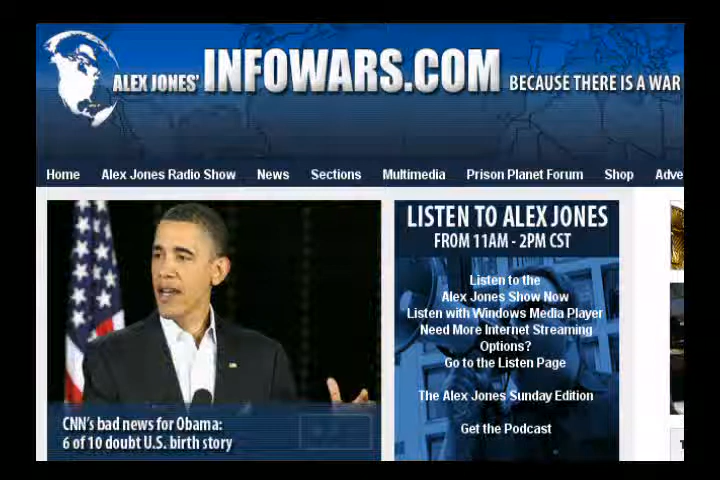 ALEX JONES' INFOWARS.COM BECAUSE THERE IS A WAR
Home Alex Jones Radio Show News Sections Multimedia Prison Planet Forum Shop Adve
LISTEN TO ALEX JONES
FROM 11AM - 2PM CST
Listen to the
Alex Jones Show Now
Listen with Windows Media Player
Need More Internet Streaming
Options?
Go to the Listen Page
The Alex Jones Sunday Edition
Get the Podcast
CNN's bad news for Obama:
6 of 10 doubt U.S. birth story